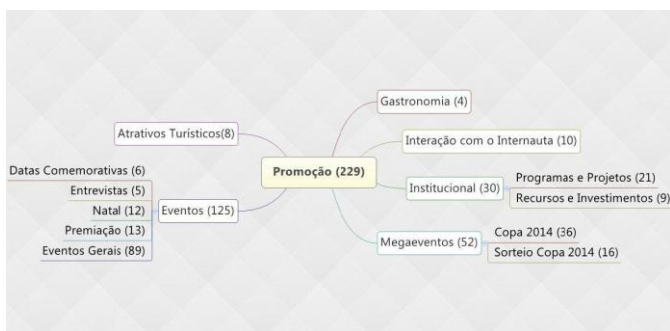 Promoção (229)
Atrativos Turísticos(8)
Eventos (125)
Datas Comemorativas (6)
Entrevistas (5)
Natal (12)
Premiação (13)
Eventos Gerais (89)
Gastronomia (4)
Interação com o Internauta (10)
Institucional (30)
Programas e Projetos (21)
Recursos e Investimentos (9)
Megaeventos (52)
Copa 2014 (36)
Sorteio Copa 2014 (16)